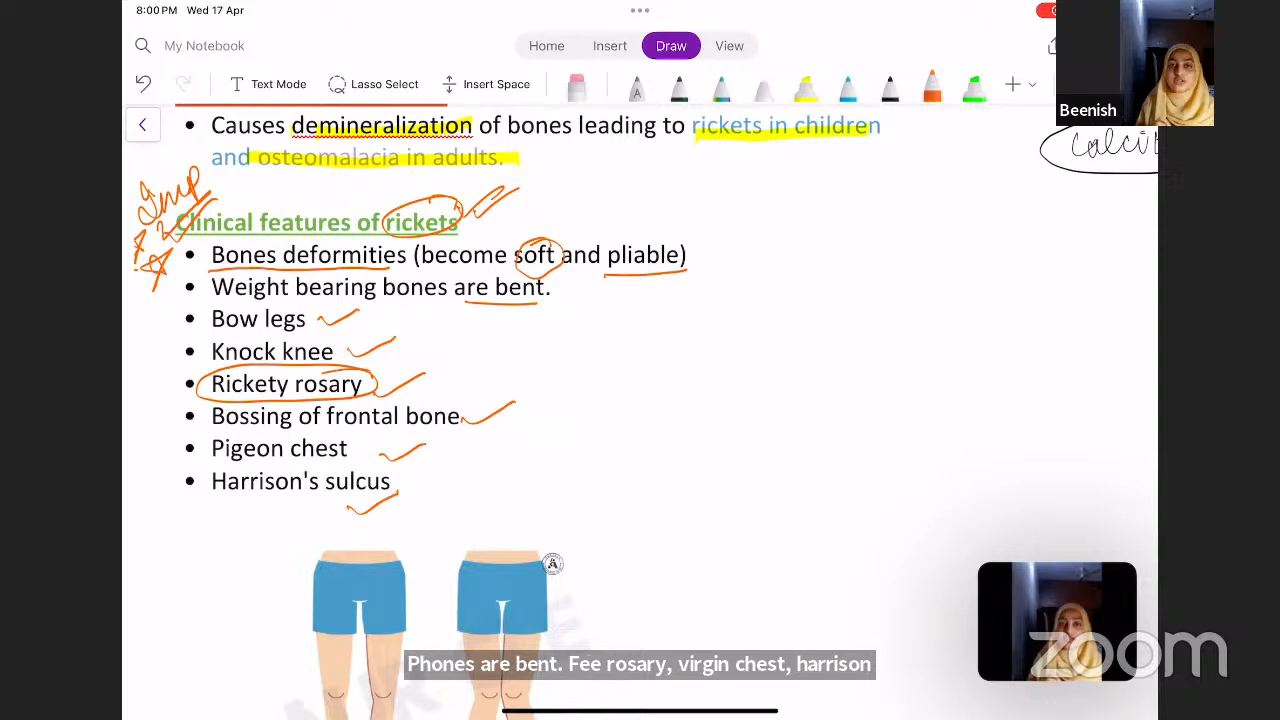 8:00 PM Wed 17 Apr
My Notebook
Home Insert Draw View
Text Mode Lasso Select Insert Space
A
Beenish
• Causes demineralization of bones leading to rickets in children
and osteomalacia in adults.
Imp
Clinical features of rickets
• Bones deformities (become soft and pliable)
• Weight bearing bones are bent.
• Bow legs
• Knock knee
• Rickety rosary
• Bossing of frontal bone
• Pigeon chest
• Harrison's sulcus
A
zoom
Phones are bent. Fee rosary, virgin chest, harrison